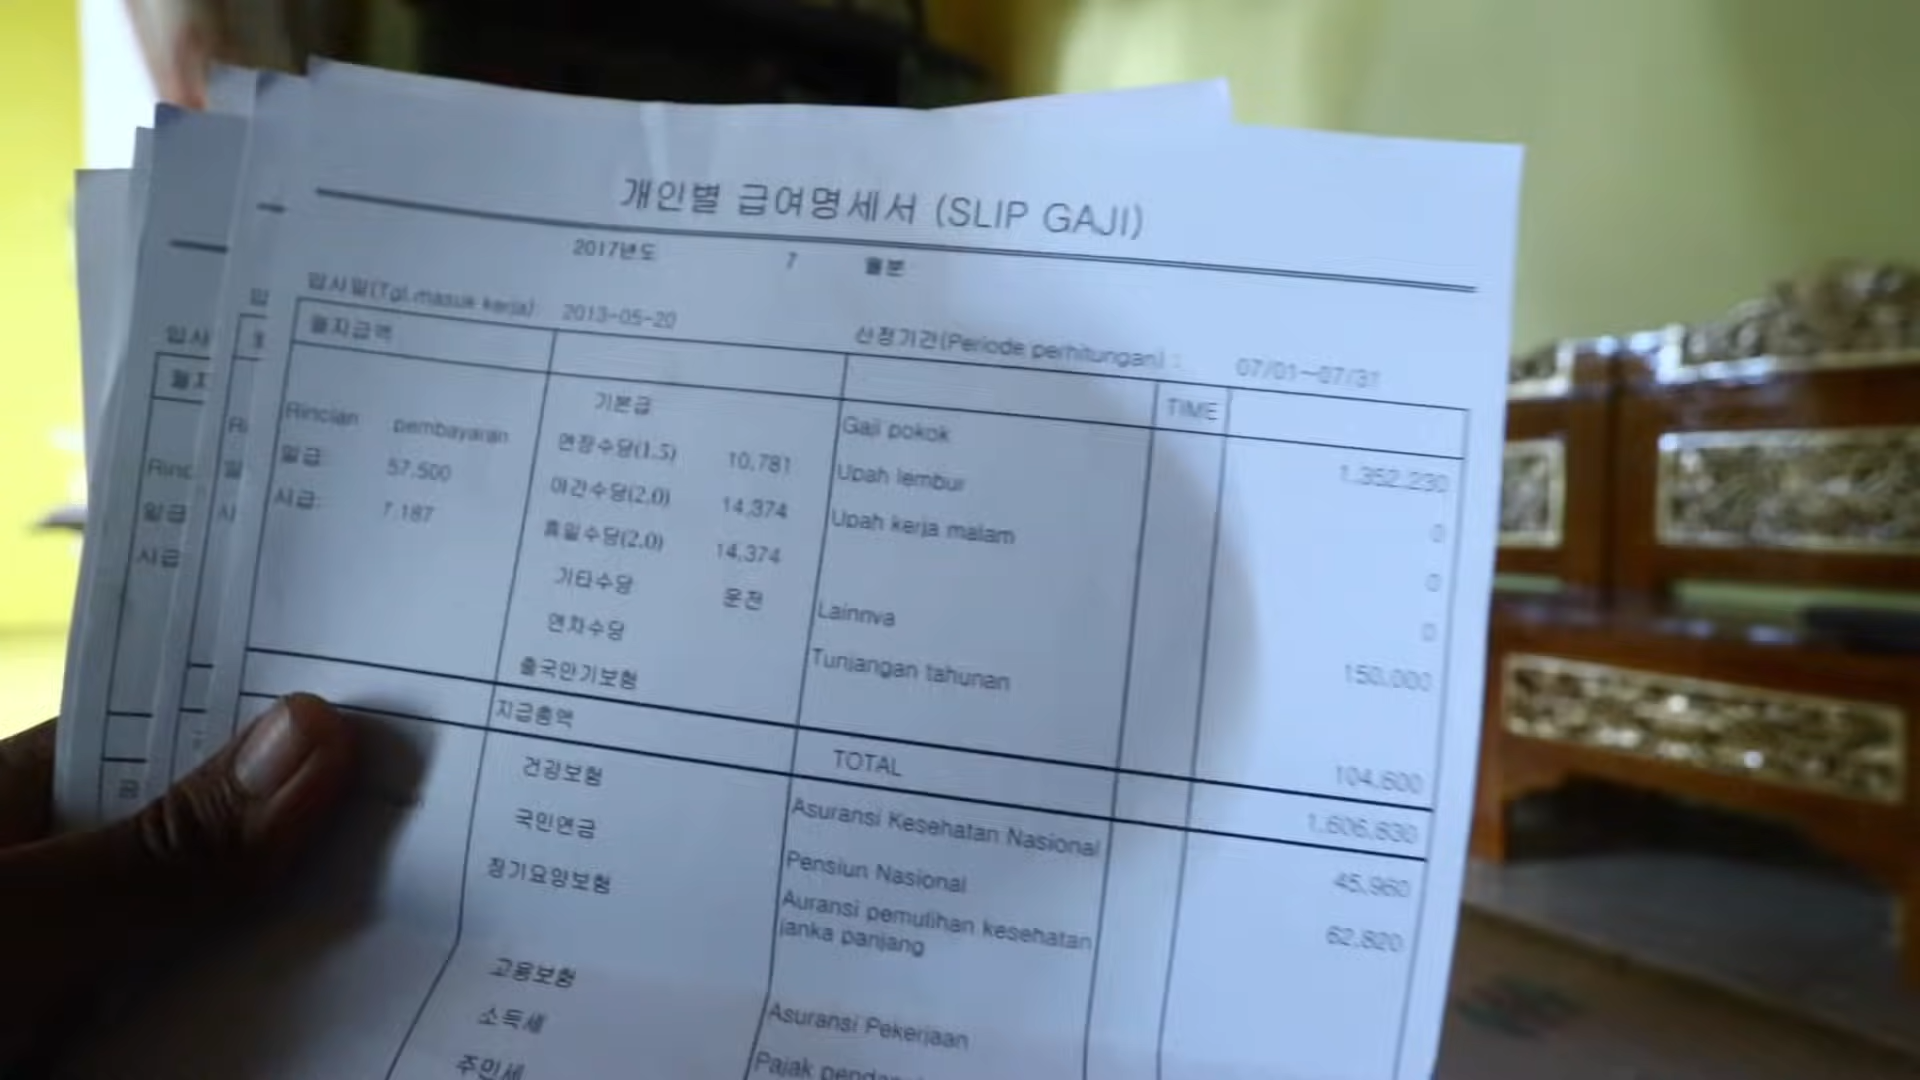 개인별 급여명세서 (SLIP GAJI)
2017년도 7 월분
입사일(Tgl.masuk kerja) 2013-05-20 산정기간(Periode perhitungan) : 07/01~07/31
월지급액 TIME
기본급 Gaji pokok 1,352,230
Rincian pembayaran 연장수당(1.5) 10,781 Upah lembur 0
일급: 57,500 야간수당(2.0) 14,374 Upah kerja malam 0
시급: 7,187 휴일수당(2.0) 14,374 0
기타수당 운전 Lainnya 150,000
연차수당 Tunjangan tahunan
출국만기보험 104,600
지급총액 TOTAL 1,606,830
건강보험 Asuransi Kesehatan Nasional 45,960
국민연금 Pensiun Nasional 62,820
장기요양보험 Auransi pemulihan kesehatan
janka panjang
고용보험 Asuransi Pekerjaan
소득세 Pajak
주민세